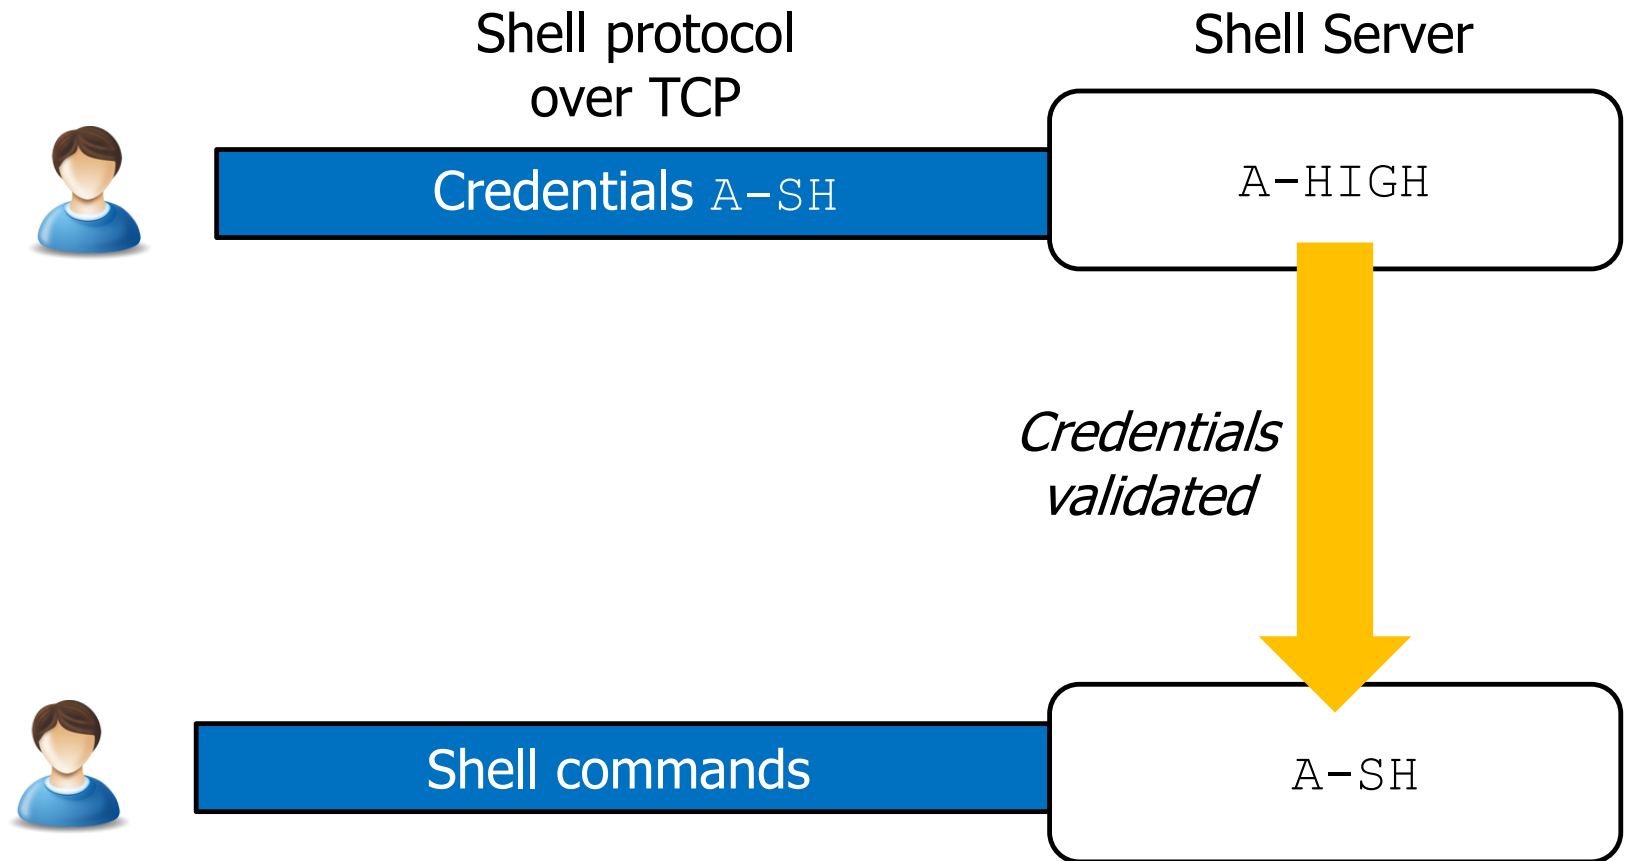 Shell protocol
over TCP
Shell Server
Credentials A-SH
A-HIGH
Credentials
validated
Shell commands
A-SH